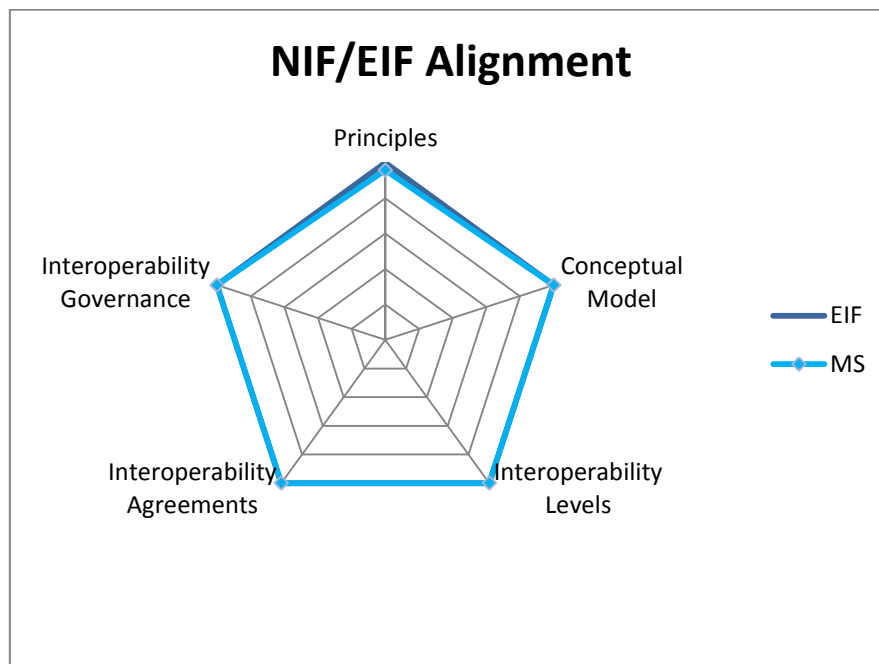 NIF/EIF Alignment
Principles
Interoperability
Governance
Conceptual
Model
EIF
MS
Interoperability
Agreements
Interoperability
Levels